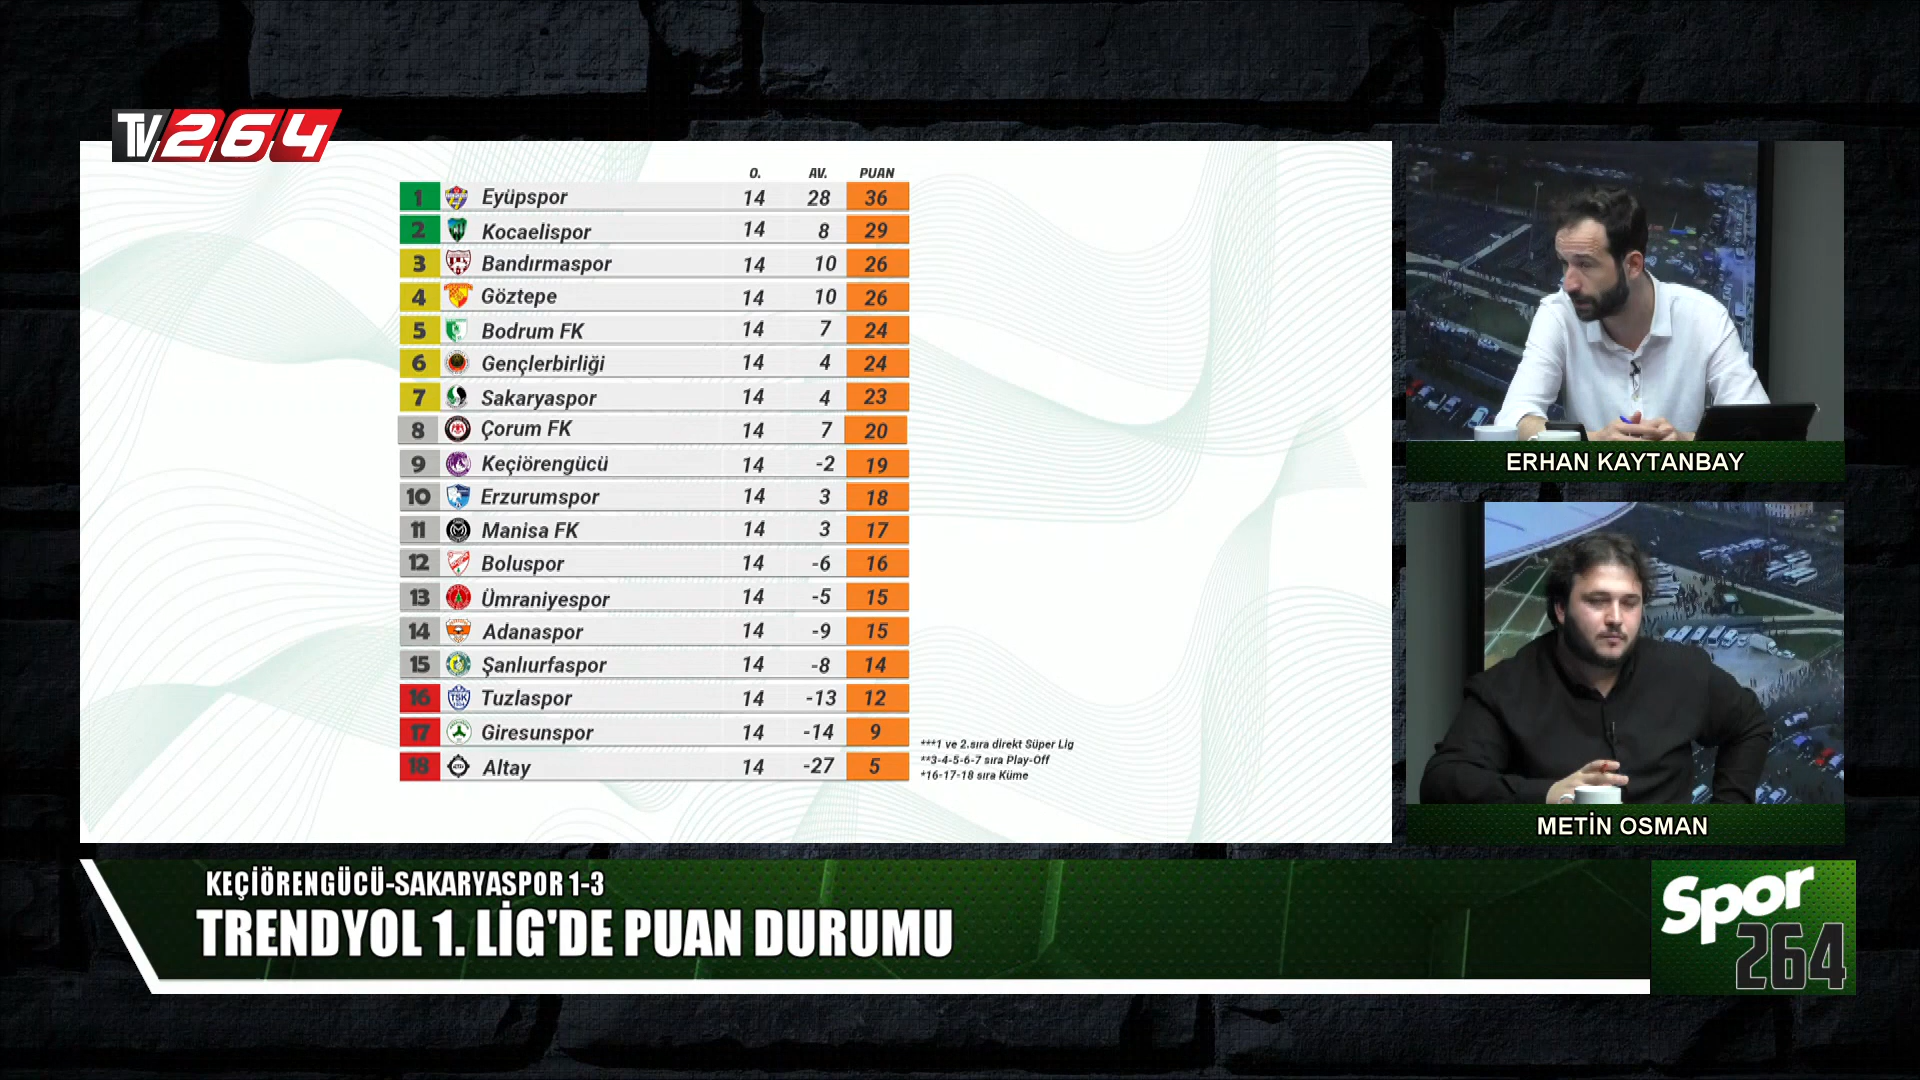 TV264
O. AV. PUAN
1 Eyüpspor 14 28 36
2 Kocaelispor 14 8 29
3 Bandırmaspor 14 10 26
4 Göztepe 14 10 26
5 Bodrum FK 14 7 24
6 Gençlerbirliği 14 4 24
7 Sakaryaspor 14 4 23
8 Çorum FK 14 7 20
9 Keçiörengücü 14 -2 19
10 Erzurumspor 14 3 18
11 Manisa FK 14 3 17
12 Boluspor 14 -6 16
13 Ümraniyespor 14 -5 15
14 Adanaspor 14 -9 15
15 Şanlıurfaspor 14 -8 14
16 Tuzlaspor 14 -13 12
17 Giresunspor 14 -14 9
18 Altay 14 -27 5
***1 ve 2.sıra direkt Süper Lig
**3-4-5-6-7 sıra Play-Off
*16-17-18 sıra Küme
ERHAN KAYTANBAY
METİN OSMAN
KEÇİÖRENGÜCÜ-SAKARYASPOR 1-3
TRENDYOL 1. LİG'DE PUAN DURUMU
Spor
264